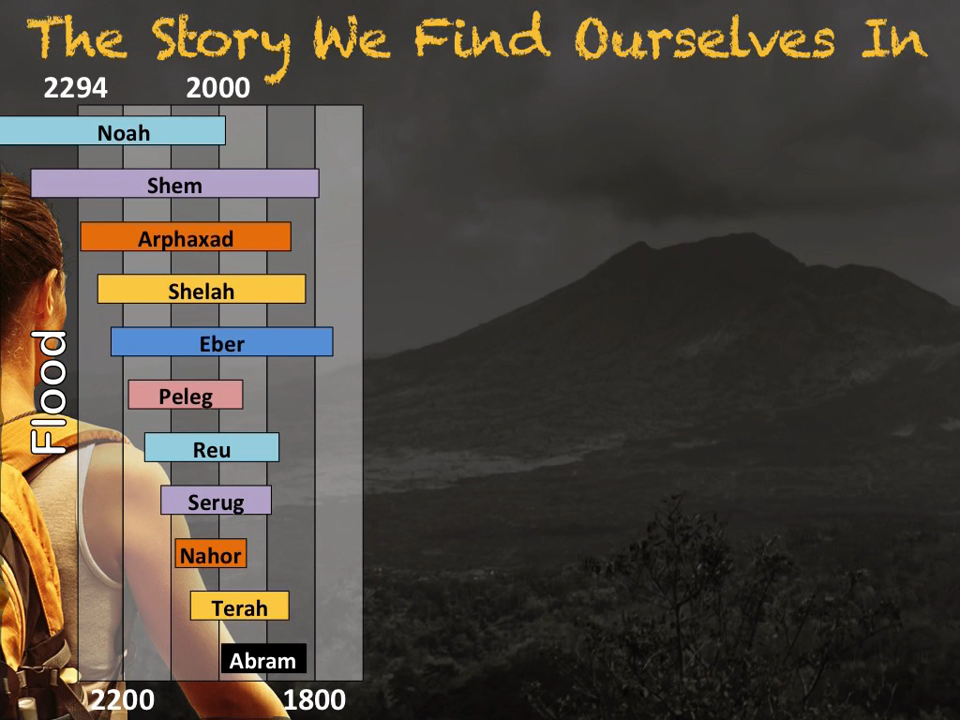 The Story We Find Ourselves In
2294 2000
Noah
Shem
Arphaxad
Shelah
Eber
Flood
Peleg
Reu
Serug
Nahor
Terah
Abram
2200 1800